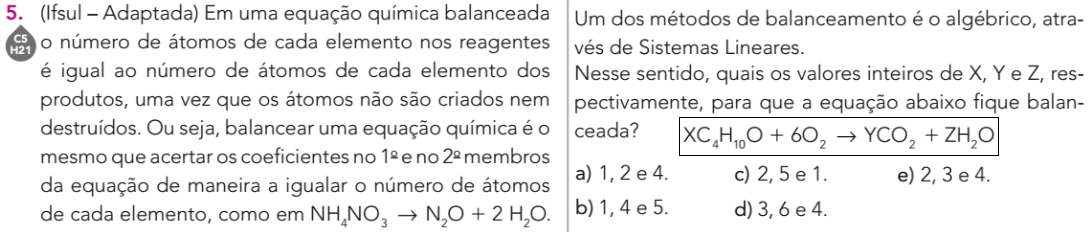 5. (Ifsul – Adaptada) Em uma equação química balanceada
C5
H21
o número de átomos de cada elemento nos reagentes
é igual ao número de átomos de cada elemento dos
produtos, uma vez que os átomos não são criados nem
destruídos. Ou seja, balancear uma equação química é o
mesmo que acertar os coeficientes no 1º e no 2º membros
da equação de maneira a igualar o número de átomos
de cada elemento, como em NH₄NO₃ → N₂O + 2 H₂O.
Um dos métodos de balanceamento é o algébrico, atra-
vés de Sistemas Lineares.
Nesse sentido, quais os valores inteiros de X, Y e Z, res-
pectivamente, para que a equação abaixo fique balan-
ceada? XC₄H₁₀O + 6O₂ → YCO₂ + ZH₂O
a) 1, 2 e 4. c) 2, 5 e 1. e) 2, 3 e 4.
b) 1, 4 e 5. d) 3, 6 e 4.